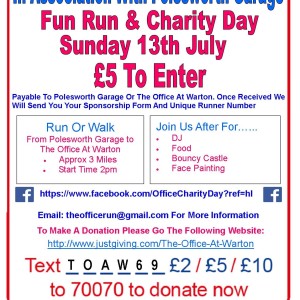 In Association With Polesworth Garage
Fun Run & Charity Day
Sunday 13th July
£5 To Enter
Payable To Polesworth Garage Or The Office At Warton. Once Received We
Will Send You Your Sponsorship Form And Unique Runner Number
Run Or Walk
From Polesworth Garage to
The Office At Warton
• Approx 3 Miles
• Start Time 2pm
Join Us After For…...
• DJ
• Food
• Bouncy Castle
• Face Painting
f https://www.facebook.com/OfficeCharityDay?ref=hl f
Email: theofficerun@gmail.com For More Information
To Make A Donation Please Go The Following Website:
http://www.justgiving.com/The-Office-At-Warton
Text TOAW69 £2 / £5 / £10
to 70070 to donate now